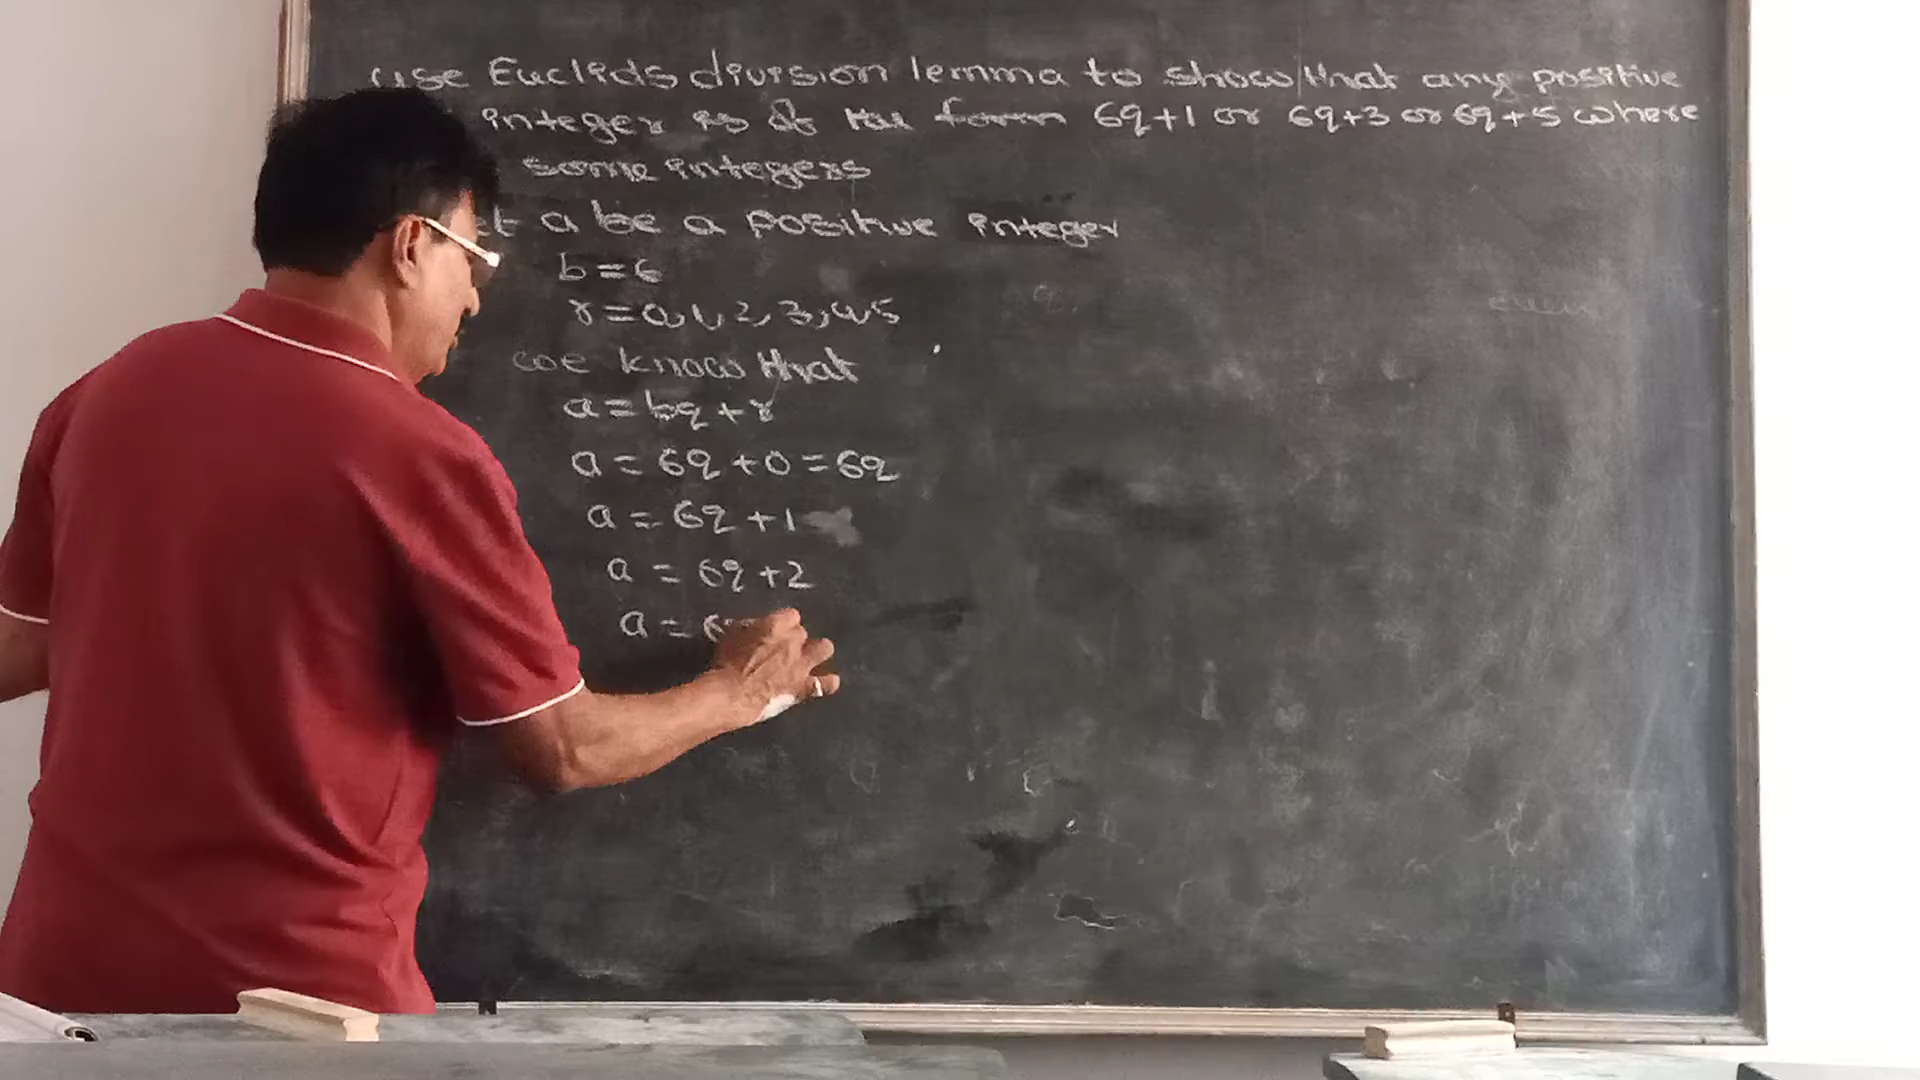 use Euclids division lemma to show that any positive
integer is of the form 6q+1 or 6q+3 or 6q+5 where
some integers
a be a positive integer
b=6
r=0,1,2,3,4,5
we know that
a=bq+r
a=6q+0=6q
a=6q+1
a=6q+2
a=6